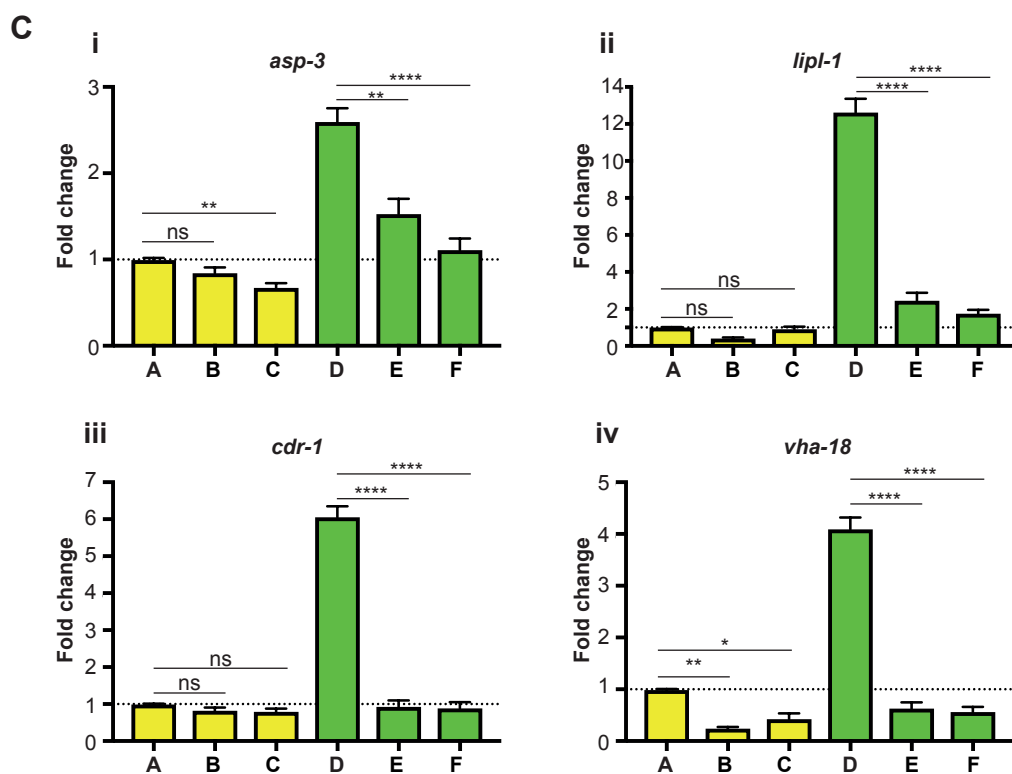 C
i
asp-3
Fold change
3
2
1
0
****
**
**
ns
A B C D E F
ii
lipl-1
Fold change
14
12
10
8
6
4
2
1
0
****
****
ns
ns
A B C D E F
iii
cdr-1
Fold change
7
6
5
4
3
2
1
0
****
****
ns
ns
A B C D E F
iv
vha-18
Fold change
5
4
3
2
1
0
****
****
*
**
A B C D E F